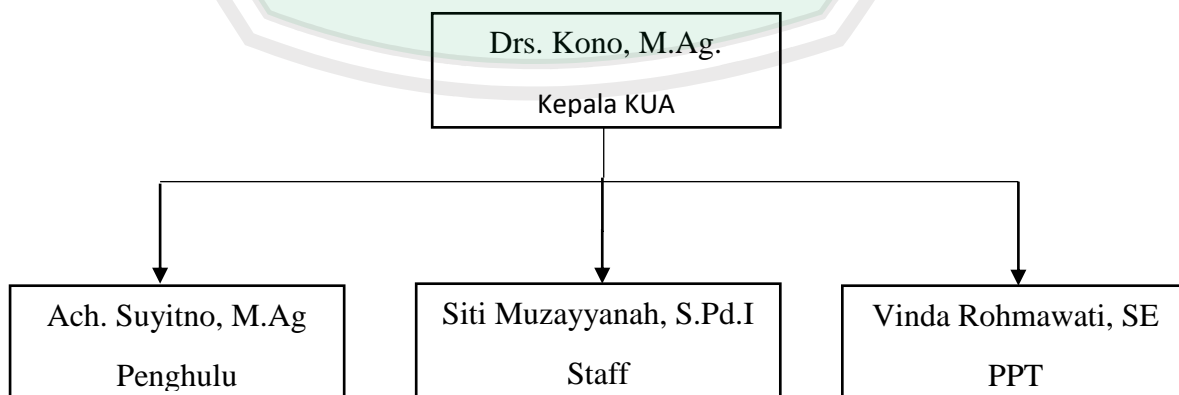 Drs. Kono, M.Ag.
Kepala KUA
Ach. Suyitno, M.Ag
Penghulu
Siti Muzayyanah, S.Pd.I
Staff
Vinda Rohmawati, SE
PPT